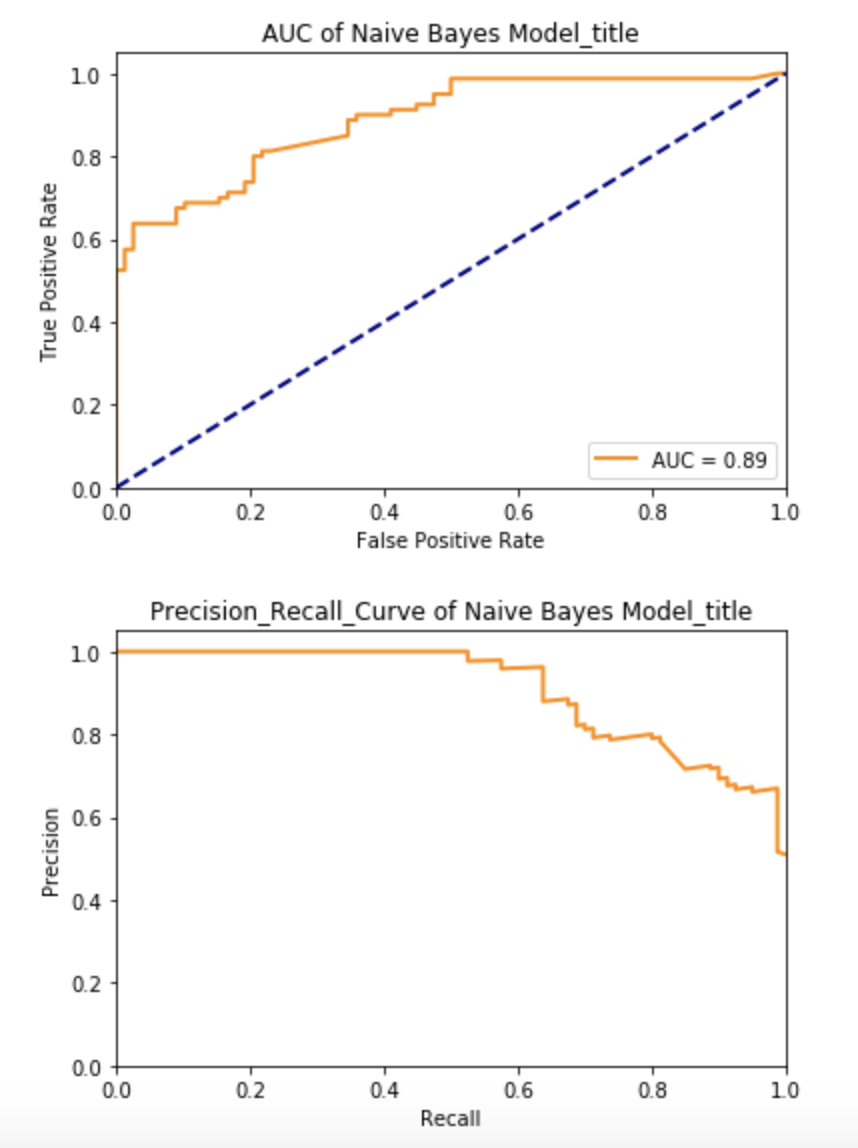 AUC of Naive Bayes Model_title
True Positive Rate
1.0
0.8
0.6
0.4
0.2
0.0
AUC = 0.89
0.0 0.2 0.4 0.6 0.8 1.0
False Positive Rate
Precision_Recall_Curve of Naive Bayes Model_title
Precision
1.0
0.8
0.6
0.4
0.2
0.0
0.0 0.2 0.4 0.6 0.8 1.0
Recall